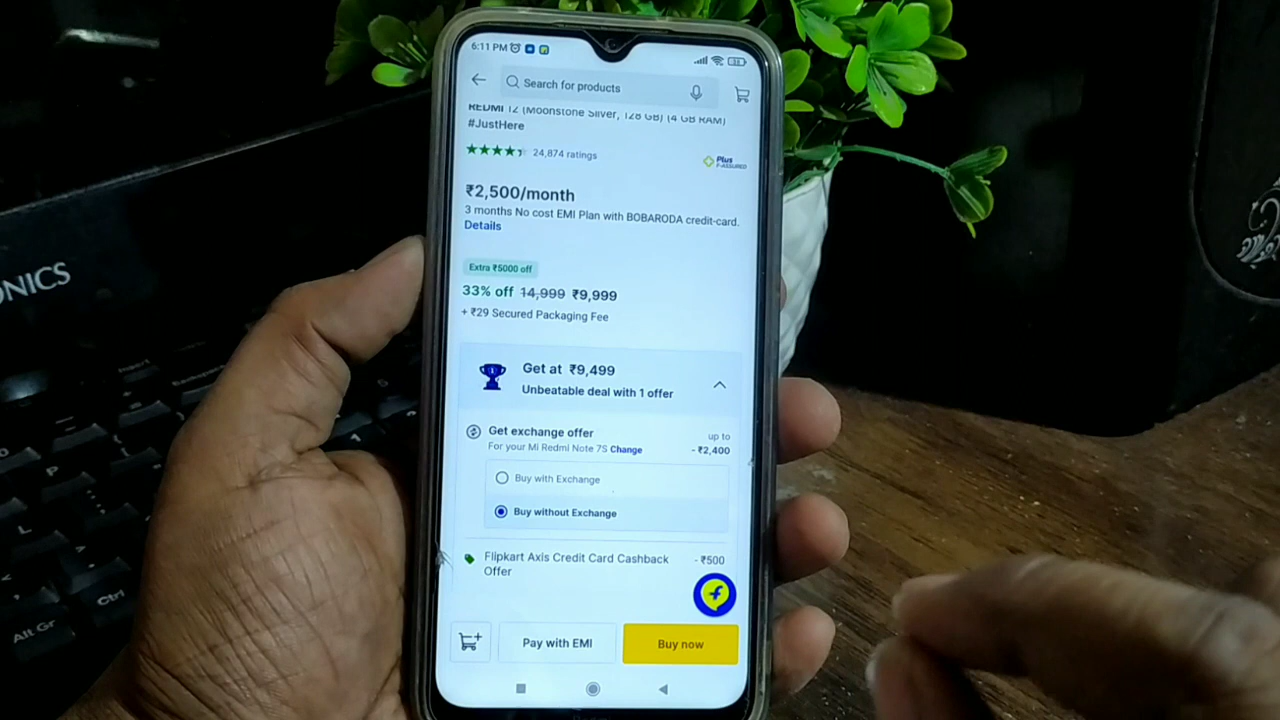 6:11 PM
Search for products
REDMI 12 (Moonstone Silver, 128 GB) (4 GB RAM)
#JustHere
24,874 ratings
Plus
F-ASSURED
₹2,500/month
3 months No cost EMI Plan with BOBARODA credit-card.
Details
Extra ₹5000 off
33% off 14,999 ₹9,999
+ ₹29 Secured Packaging Fee
Get at ₹9,499
Unbeatable deal with 1 offer
Get exchange offer
up to
For your Mi Redmi Note 7S Change
- ₹2,400
Buy with Exchange
Buy without Exchange
Flipkart Axis Credit Card Cashback
- ₹500
Offer
Pay with EMI
Buy now
ONICS
Alt Gr
Ctrl
L